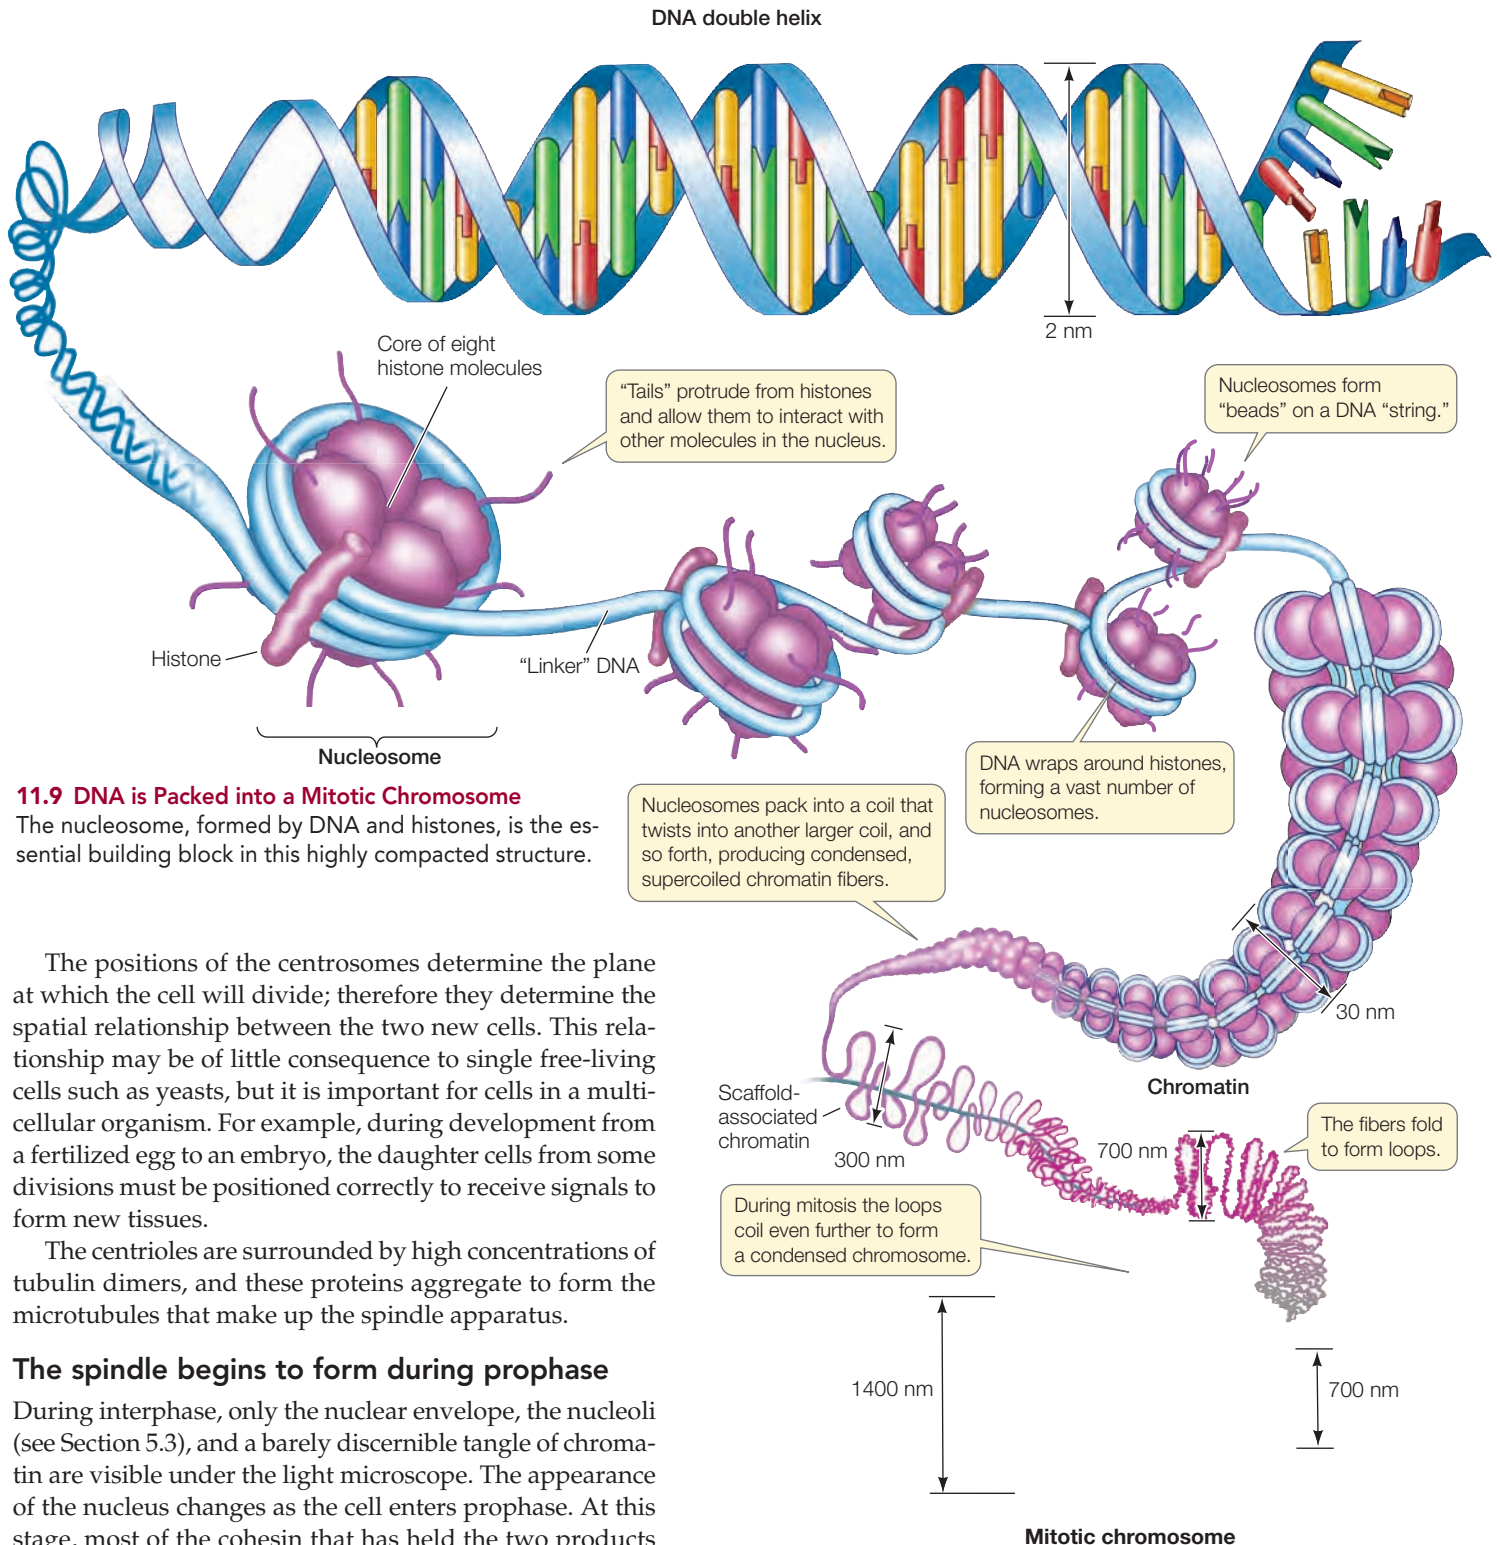 DNA double helix
2 nm
Core of eight
histone molecules
“Tails” protrude from histones
and allow them to interact with
other molecules in the nucleus.
Nucleosomes form
“beads” on a DNA “string.”
Histone
“Linker” DNA
Nucleosome
DNA wraps around histones,
forming a vast number of
nucleosomes.
11.9 DNA is Packed into a Mitotic Chromosome
The nucleosome, formed by DNA and histones, is the es-
sential building block in this highly compacted structure.
Nucleosomes pack into a coil that
twists into another larger coil, and
so forth, producing condensed,
supercoiled chromatin fibers.
30 nm
Chromatin
Scaffold-
associated
chromatin
300 nm
700 nm
The fibers fold
to form loops.
During mitosis the loops
coil even further to form
a condensed chromosome.
1400 nm
700 nm
Mitotic chromosome
The positions of the centrosomes determine the plane
at which the cell will divide; therefore they determine the
spatial relationship between the two new cells. This rela-
tionship may be of little consequence to single free-living
cells such as yeasts, but it is important for cells in a multi-
cellular organism. For example, during development from
a fertilized egg to an embryo, the daughter cells from some
divisions must be positioned correctly to receive signals to
form new tissues.
The centrioles are surrounded by high concentrations of
tubulin dimers, and these proteins aggregate to form the
microtubules that make up the spindle apparatus.
The spindle begins to form during prophase
During interphase, only the nuclear envelope, the nucleoli
(see Section 5.3), and a barely discernible tangle of chroma-
tin are visible under the light microscope. The appearance
of the nucleus changes as the cell enters prophase. At this
stage, most of the cohesin that has held the two products